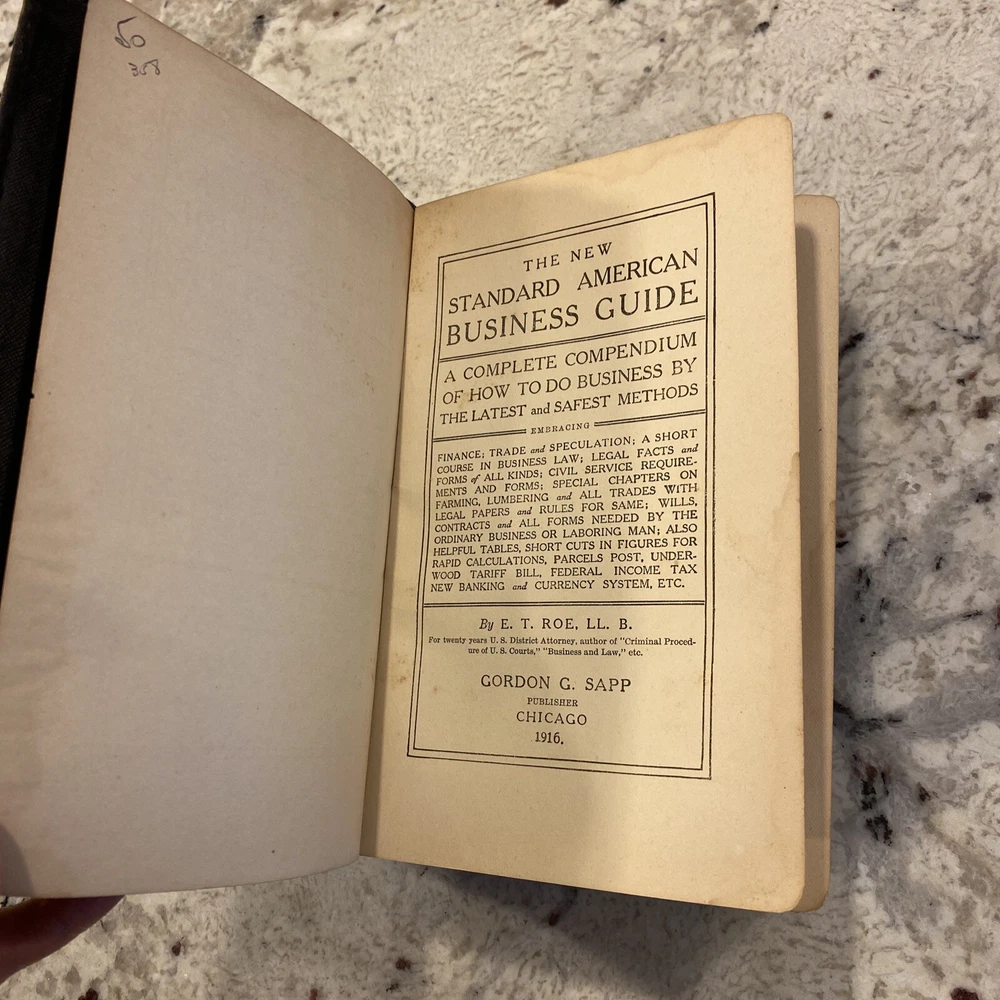 50
358
THE NEW
STANDARD AMERICAN
BUSINESS GUIDE
A COMPLETE COMPENDIUM
OF HOW TO DO BUSINESS BY
THE LATEST and SAFEST METHODS
EMBRACING
FINANCE; TRADE and SPECULATION; A SHORT
COURSE IN BUSINESS LAW; LEGAL FACTS and
FORMS of ALL KINDS; CIVIL SERVICE REQUIRE-
MENTS AND FORMS; SPECIAL CHAPTERS ON
FARMING, LUMBERING and ALL TRADES WITH
LEGAL PAPERS and RULES FOR SAME; WILLS,
CONTRACTS and ALL FORMS NEEDED BY THE
ORDINARY BUSINESS OR LABORING MAN; ALSO
HELPFUL TABLES, SHORT CUTS IN FIGURES FOR
RAPID CALCULATIONS, PARCELS POST, UNDER-
WOOD TARIFF BILL, FEDERAL INCOME TAX
NEW BANKING and CURRENCY SYSTEM, ETC.
By E. T. ROE, LL. B.
For twenty years U. S. District Attorney, author of "Criminal Proced-
ure of U. S. Courts," "Business and Law," etc.
GORDON G. SAPP
PUBLISHER
CHICAGO
1916.